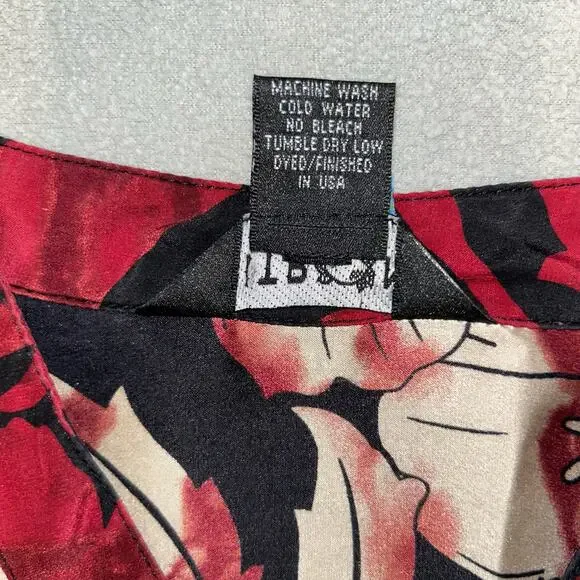 MACHINE WASH
COLD WATER
NO BLEACH
TUMBLE DRY LOW
DYED/FINISHED
IN USA